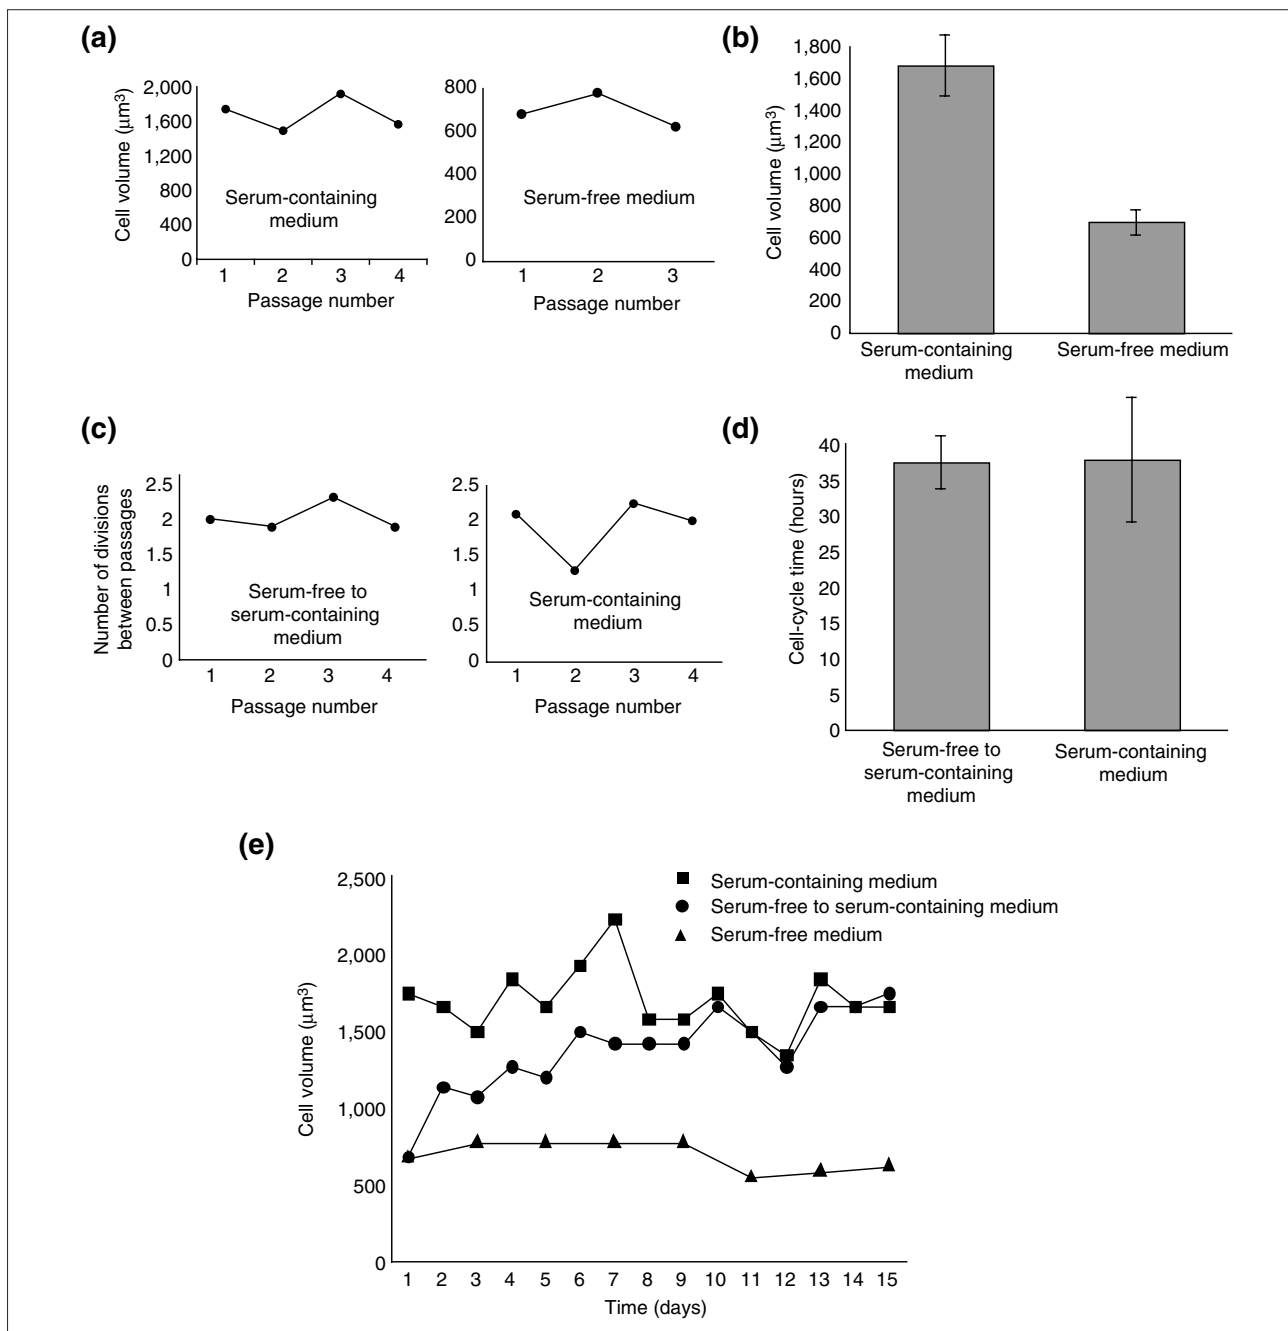 (a)
Cell volume (μm³)
2,000
1,600
1,200
800
400
0
Serum-containing
medium
1 2 3 4
Passage number
800
600
400
200
0
Serum-free medium
1 2 3
Passage number
(b)
Cell volume (μm³)
1,800
1,600
1,400
1,200
1,000
800
600
400
200
0
Serum-containing
medium
Serum-free medium
(c)
Number of divisions
between passages
2.5
2
1.5
1
0.5
0
Serum-free to
serum-containing
medium
1 2 3 4
Passage number
2.5
2
1.5
1
0.5
0
Serum-containing
medium
1 2 3 4
Passage number
(d)
Cell-cycle time (hours)
40
35
30
25
20
15
10
5
0
Serum-free to
serum-containing
medium
Serum-containing
medium
(e)
Cell volume (μm³)
2,500
2,000
1,500
1,000
500
0
Serum-containing medium
Serum-free to serum-containing medium
Serum-free medium
1 2 3 4 5 6 7 8 9 10 11 12 13 14 15
Time (days)